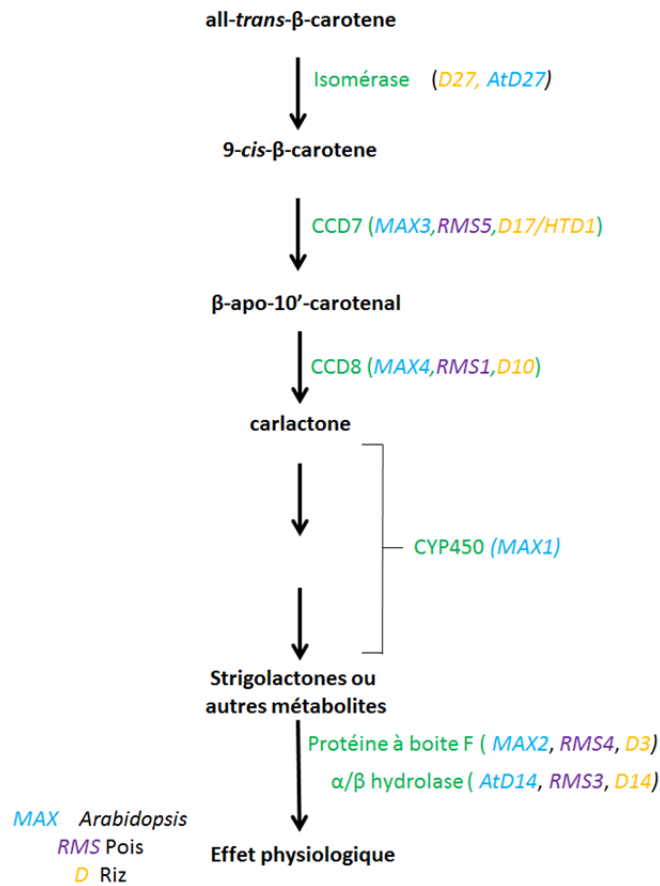 all-trans-β-carotene
Isomérase (D27, AtD27)
9-cis-β-carotene
CCD7 (MAX3,RMS5,D17/HTD1)
β-apo-10’-carotenal
CCD8 (MAX4,RMS1,D10)
carlactone
CYP450 (MAX1)
Strigolactones ou
autres métabolites
Protéine à boite F ( MAX2, RMS4, D3)
α/β hydrolase ( AtD14, RMS3, D14)
MAX Arabidopsis
RMS Pois
D Riz
Effet physiologique